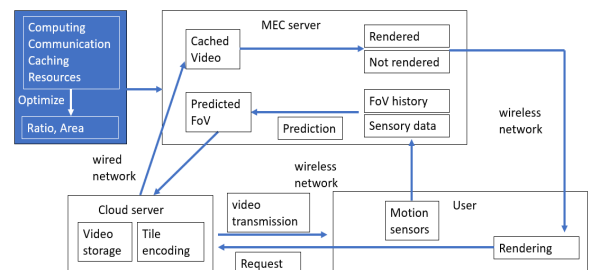 Computing
Communication
Caching
Resources
Optimize
Ratio, Area
MEC server
Cached
Video
Rendered
Not rendered
Predicted
FoV
Prediction
FoV history
Sensory data
wireless
network
wired
network
wireless
network
Cloud server
Video
storage
Tile
encoding
video
transmission
Request
User
Motion
sensors
Rendering